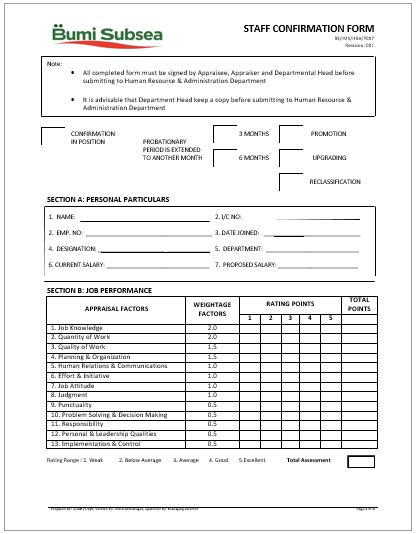 Bumi Subsea
STAFF CONFIRMATION FORM
Revision: 001
Note:
• All completed form must be signed by Appraisee, Appraiser and Departmental Head before
submitting to Human Resource & Administration Department
• It is advisable that Department Head keep a copy before submitting to Human Resource &
Administration Department
CONFIRMATION
IN POSITION
PROBATIONARY
PERIOD IS EXTENDED
TO ANOTHER MONTH
3 MONTHS
6 MONTHS
PROMOTION
UPGRADING
RECLASSIFICATION
SECTION A: PERSONAL PARTICULARS
1. NAME: 2. I/C NO:
2. EMP. NO: 3. DATE JOINED:
4. DESIGNATION: 5. DEPARTMENT:
6. CURRENT SALARY: 7. PROPOSED SALARY:
SECTION B: JOB PERFORMANCE
APPRAISAL FACTORS WEIGHTAGE FACTORS RATING POINTS TOTAL POINTS
1 2 3 4 5
1. Job Knowledge 2.0
2. Quantity of Work 2.0
3. Quality of Work 1.5
4. Planning & Organization 1.5
5. Human Relations & Communications 1.0
6. Effort & Initiative 1.0
7. Job Attitude 1.0
8. Judgment 1.0
9. Punctuality 0.5
10. Problem Solving & Decision Making 0.5
11. Responsibility 0.5
12. Personal & Leadership Qualities 0.5
13. Implementation & Control 0.5
Rating Range : 1. Weak 2. Below Average 3. Average 4. Good 5.Excellent Total Assessment